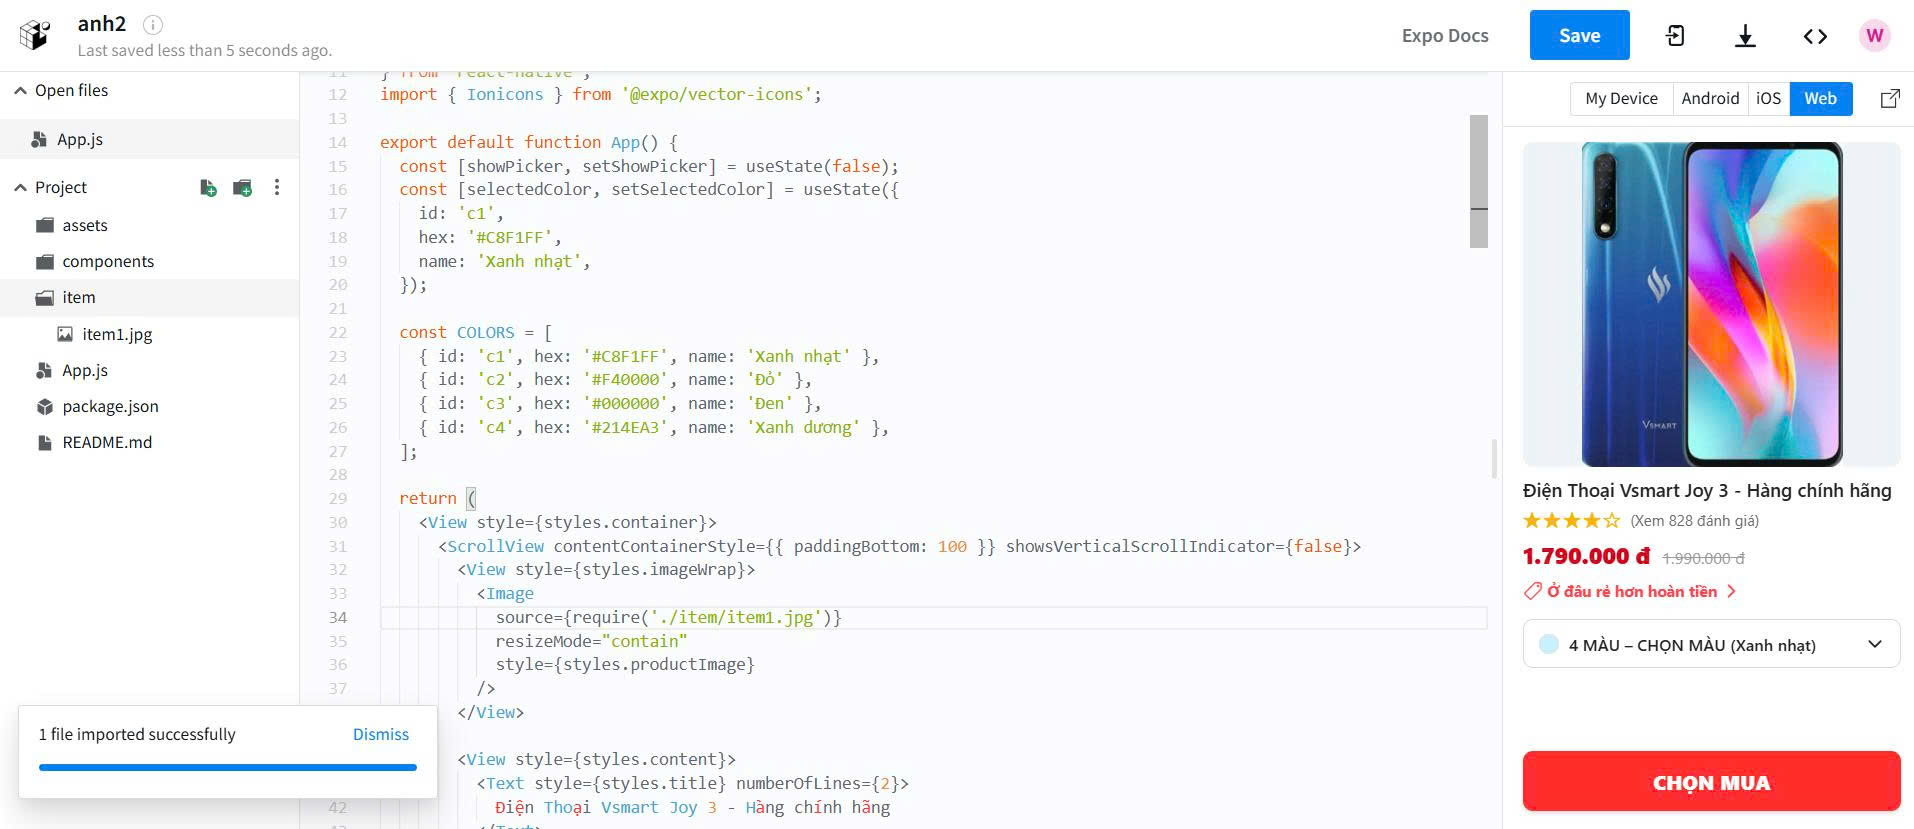 anh2
Last saved less than 5 seconds ago.
Expo Docs
Save
W
Open files
App.js
Project
assets
components
item
item1.jpg
App.js
package.json
README.md
1 file imported successfully
Dismiss
11 } from 'react-native';
12 import { Ionicons } from '@expo/vector-icons';
13
14 export default function App() {
15 const [showPicker, setShowPicker] = useState(false);
16 const [selectedColor, setSelectedColor] = useState({
17 id: 'c1',
18 hex: '#C8F1FF',
19 name: 'Xanh nhạt',
20 });
21
22 const COLORS = [
23 { id: 'c1', hex: '#C8F1FF', name: 'Xanh nhạt' },
24 { id: 'c2', hex: '#F40000', name: 'Đỏ' },
25 { id: 'c3', hex: '#000000', name: 'Đen' },
26 { id: 'c4', hex: '#214EA3', name: 'Xanh dương' },
27 ];
28
29 return (
30 <View style={styles.container}>
31 <ScrollView contentContainerStyle={{ paddingBottom: 100 }} showsVerticalScrollIndicator={false}>
32 <View style={styles.imageWrap}>
33 <Image
34 source={require('./item/item1.jpg')}
35 resizeMode="contain"
36 style={styles.productImage}
37 />
</View>
<View style={styles.content}>
<Text style={styles.title} numberOfLines={2}>
42 Điện Thoại Vsmart Joy 3 - Hàng chính hãng
</Text>
My Device
Android
iOS
Web
VSMART
Điện Thoại Vsmart Joy 3 - Hàng chính hãng
(Xem 828 đánh giá)
1.790.000 đ 1.990.000 đ
Ở đâu rẻ hơn hoàn tiền
4 MÀU – CHỌN MÀU (Xanh nhạt)
CHỌN MUA